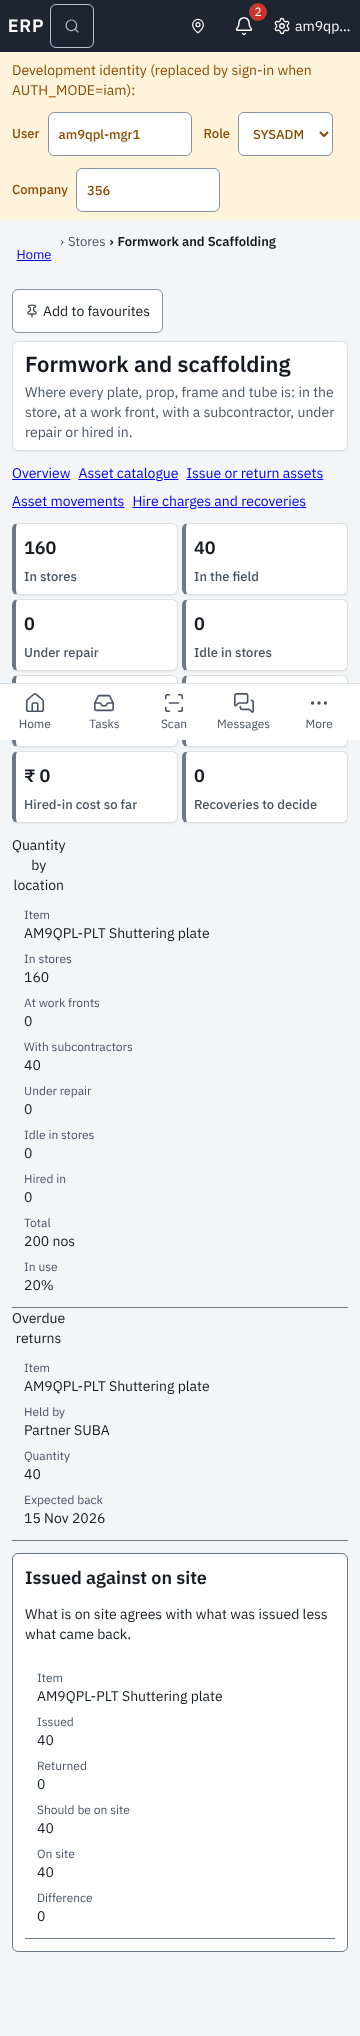 ERP
2
am9qp...
Development identity (replaced by sign-in when
AUTH_MODE=iam):
User
am9qpl-mgr1
Role
SYSADM
Company
356
Home
› Stores › Formwork and Scaffolding
Add to favourites
Formwork and scaffolding
Where every plate, prop, frame and tube is: in the
store, at a work front, with a subcontractor, under
repair or hired in.
Overview Asset catalogue Issue or return assets
Asset movements Hire charges and recoveries
160
In stores
40
In the field
0
Under repair
0
Idle in stores
Home
Tasks
Scan
Messages
More
₹ 0
Hired-in cost so far
0
Recoveries to decide
Quantity
by
location
Item
AM9QPL-PLT Shuttering plate
In stores
160
At work fronts
0
With subcontractors
40
Under repair
0
Idle in stores
0
Hired in
0
Total
200 nos
In use
20%
Overdue
returns
Item
AM9QPL-PLT Shuttering plate
Held by
Partner SUBA
Quantity
40
Expected back
15 Nov 2026
Issued against on site
What is on site agrees with what was issued less
what came back.
Item
AM9QPL-PLT Shuttering plate
Issued
40
Returned
0
Should be on site
40
On site
40
Difference
0